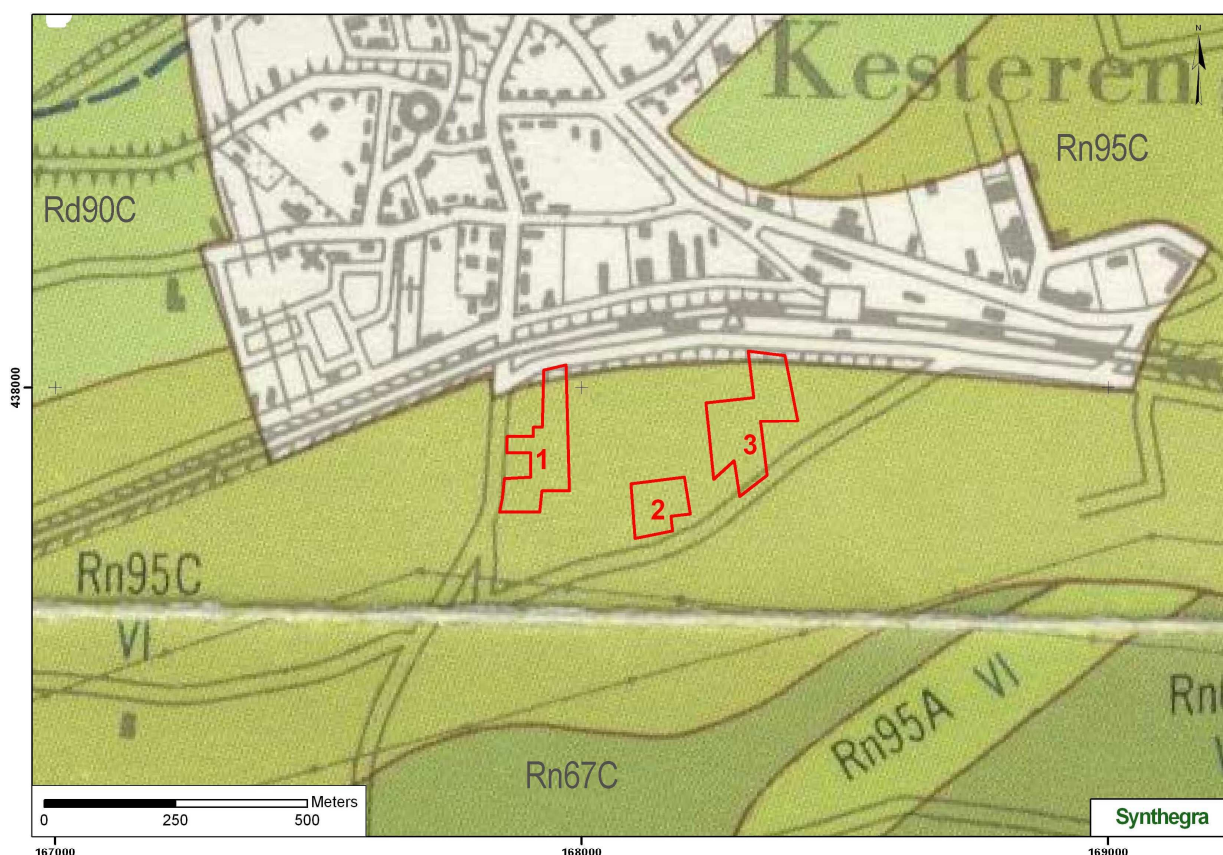 Kesteren
N
Rn95C
Rd90C
438000
1
3
2
Rn95C
VI
Rn95A VI
Rn67C
Meters
0 250 500
Synthegra
167000 168000 169000